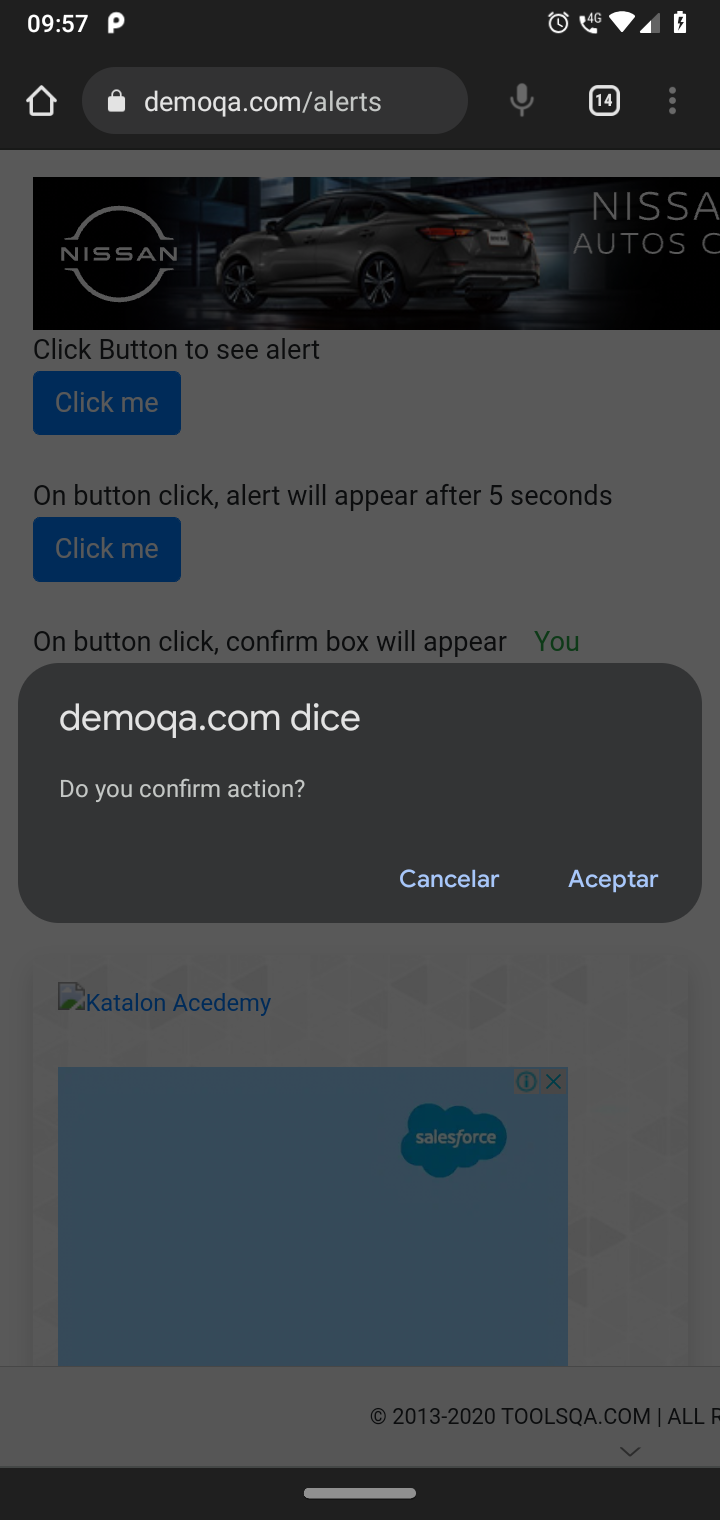 09:57
4G
demoqa.com/alerts
14
NISSAN
NISSA
AUTOS C
Click Button to see alert
Click me
On button click, alert will appear after 5 seconds
Click me
On button click, confirm box will appear You
demoqa.com dice
Do you confirm action?
Cancelar Aceptar
Katalon Acedemy
salesforce
© 2013-2020 TOOLSQA.COM | ALL R